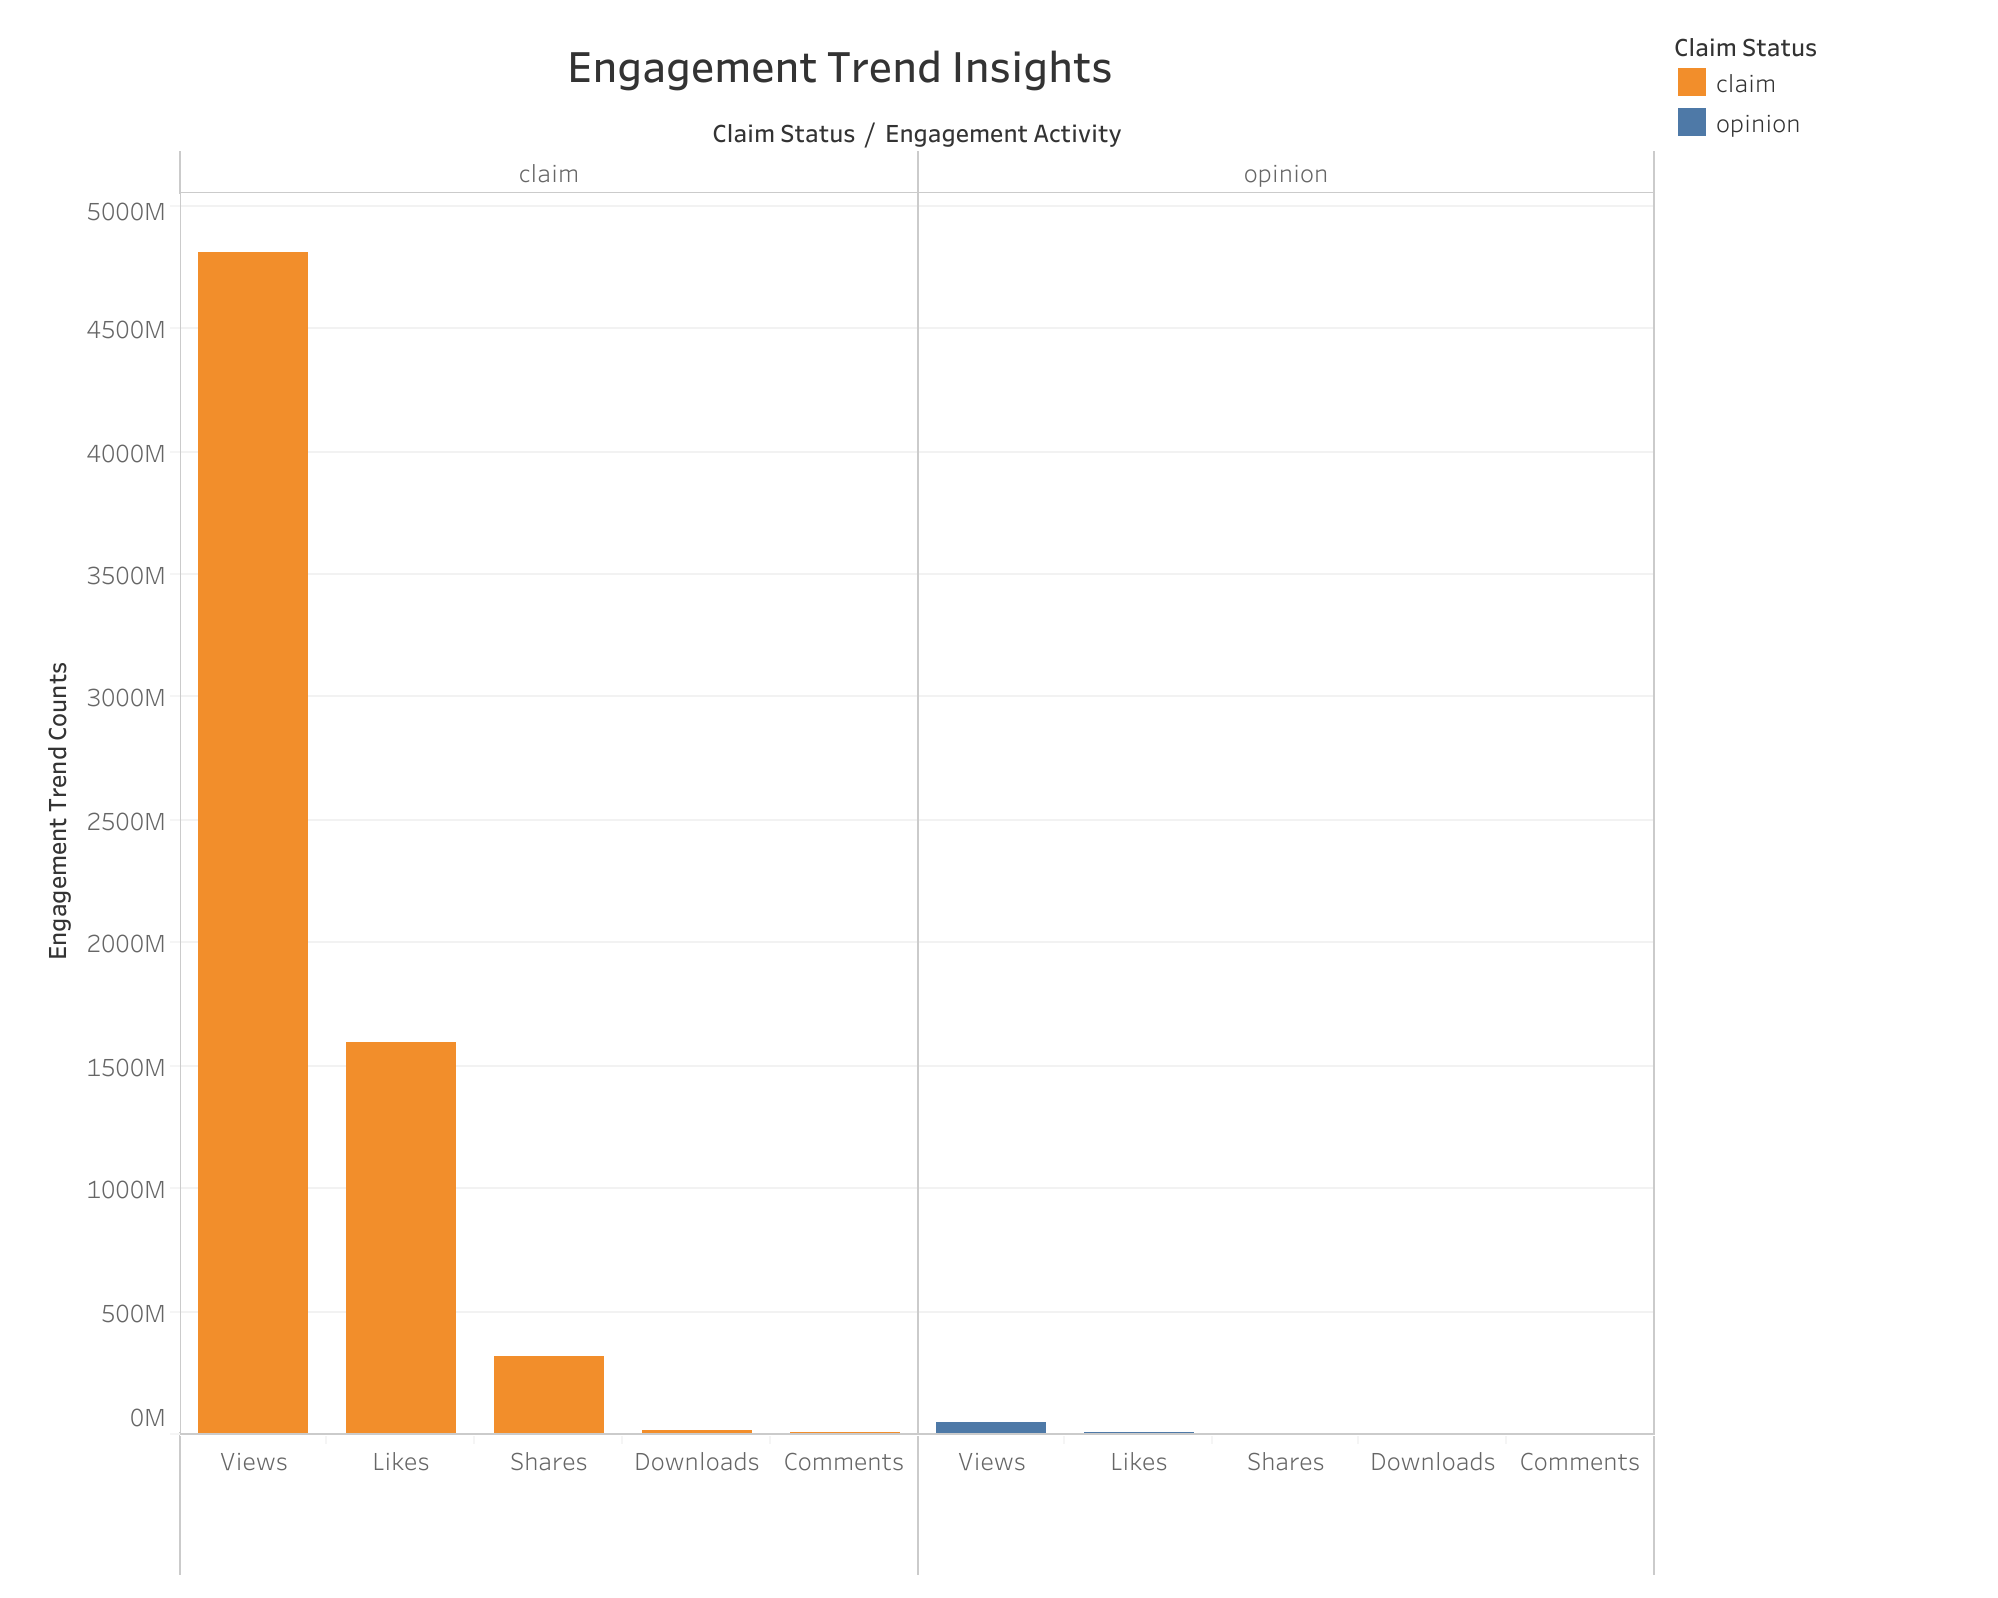 Engagement Trend Insights
Claim Status
claim
opinion
Claim Status / Engagement Activity
claim opinion
5000M
4500M
4000M
3500M
3000M
2500M
2000M
1500M
1000M
500M
0M
Engagement Trend Counts
Views Likes Shares Downloads Comments Views Likes Shares Downloads Comments